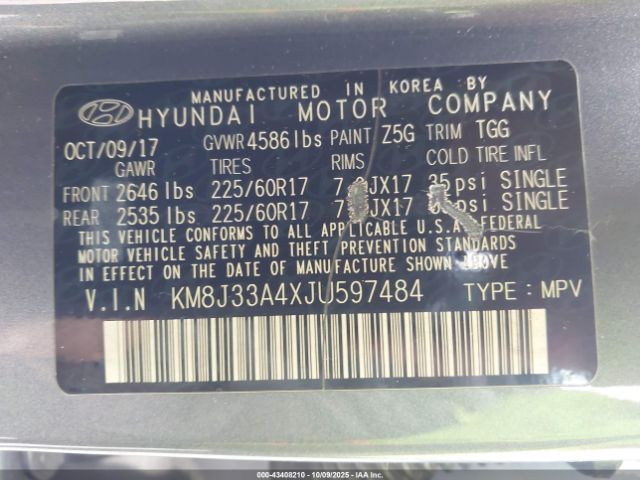 MANUFACTURED IN KOREA BY
HYUNDAI MOTOR COMPANY
OCT/09/17 GVWR 4586 lbs PAINT Z5G TRIM TGG
GAWR TIRES RIMS COLD TIRE INFL
FRONT 2646 lbs 225/60R17 JX17 psi SINGLE
REAR 2535 lbs 225/60R17 JX17 psi SINGLE
THIS VEHICLE CONFORMS TO ALL APPLICABLE U.S.A FEDERAL
MOTOR VEHICLE SAFETY AND THEFT PREVENTION STANDARDS
IN EFFECT ON THE DATE OF MANUFACTURE SHOWN ABOVE
V.I.N KM8J33A4XJU597484 TYPE : MPV
000-43408210 - 10/09/2025 - COPYRIGHT © IAA, LLC